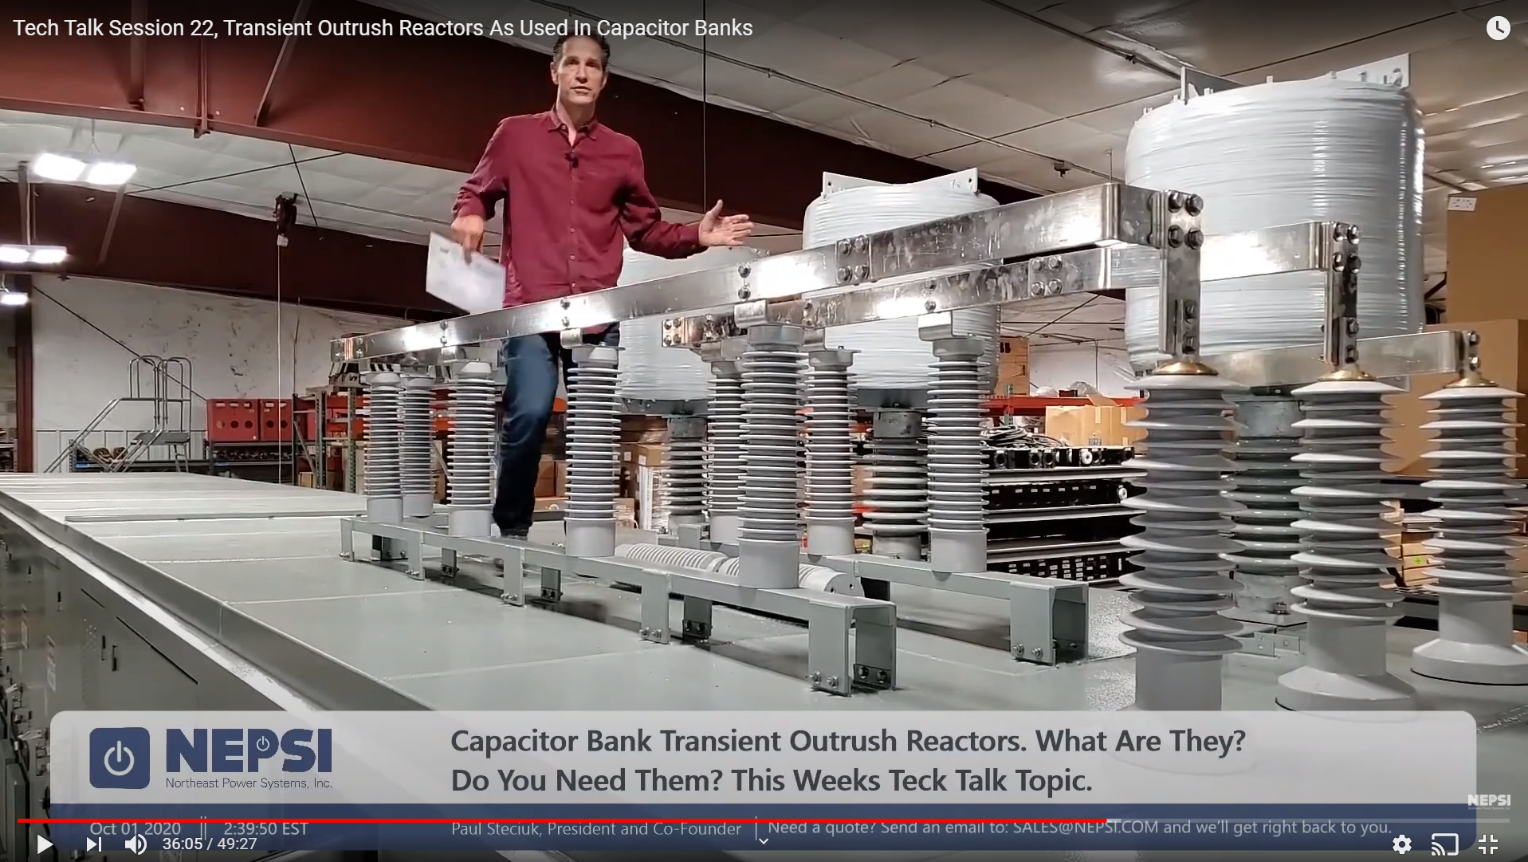 Tech Talk Session 22, Transient Outrush Reactors As Used In Capacitor Banks
NEPSI
Northeast Power Systems, Inc.
Capacitor Bank Transient Outrush Reactors. What Are They?
Do You Need Them? This Weeks Teck Talk Topic.
NEPSI
Oct 01 2020 || 2:39:50 EST
Paul Steciuk, President and Co-Founder | Need a quote? Send an email to: SALES@NEPSI.COM and we'll get right back to you.
36:05 / 49:27